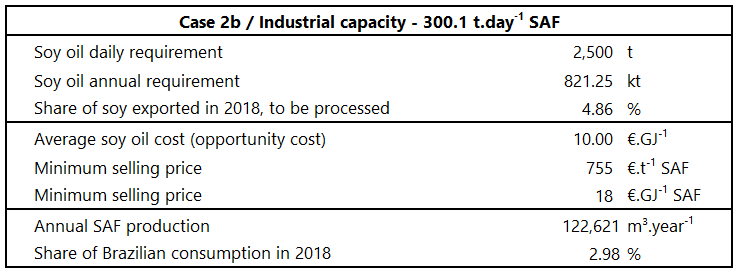 Case 2b / Industrial capacity - 300.1 t.day⁻¹ SAF
Soy oil daily requirement 2,500 t
Soy oil annual requirement 821.25 kt
Share of soy exported in 2018, to be processed 4.86 %
Average soy oil cost (opportunity cost) 10.00 €.GJ⁻¹
Minimum selling price 755 €.t⁻¹ SAF
Minimum selling price 18 €.GJ⁻¹ SAF
Annual SAF production 122,621 m³.year⁻¹
Share of Brazilian consumption in 2018 2.98 %